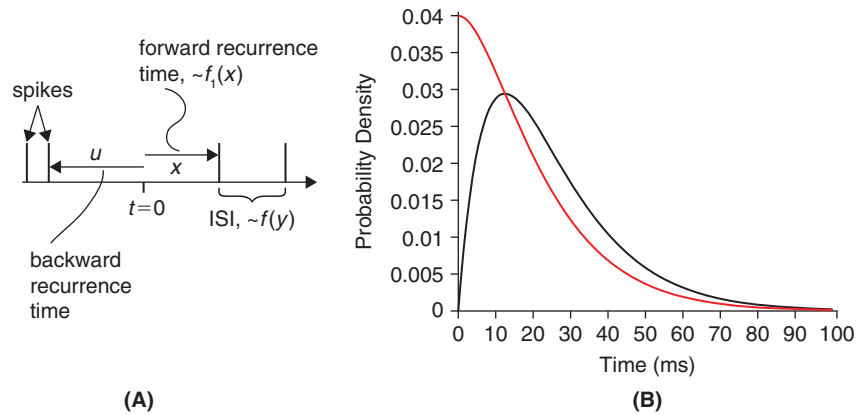 forward recurrence
time, ~f₁(x)
spikes
u
x
t=0
ISI, ~f(y)
backward
recurrence
time
(A)
B
Probability Density
0.04
0.035
0.03
0.025
0.02
0.015
0.01
0.005
0
0 10 20 30 40 50 60 70 80 90 100
Time (ms)
(B)